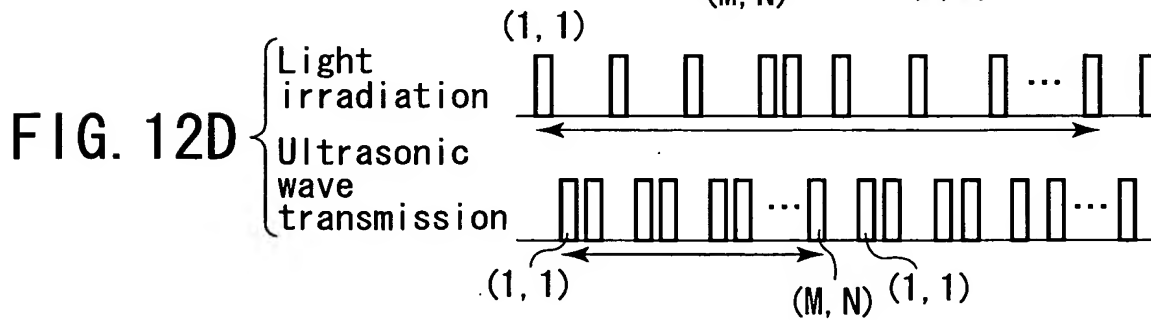 (M, N)
(1, 1)
Light
irradiation
...
FIG. 12D
Ultrasonic
wave
transmission
... ...
(1, 1)
(M, N) (1, 1)